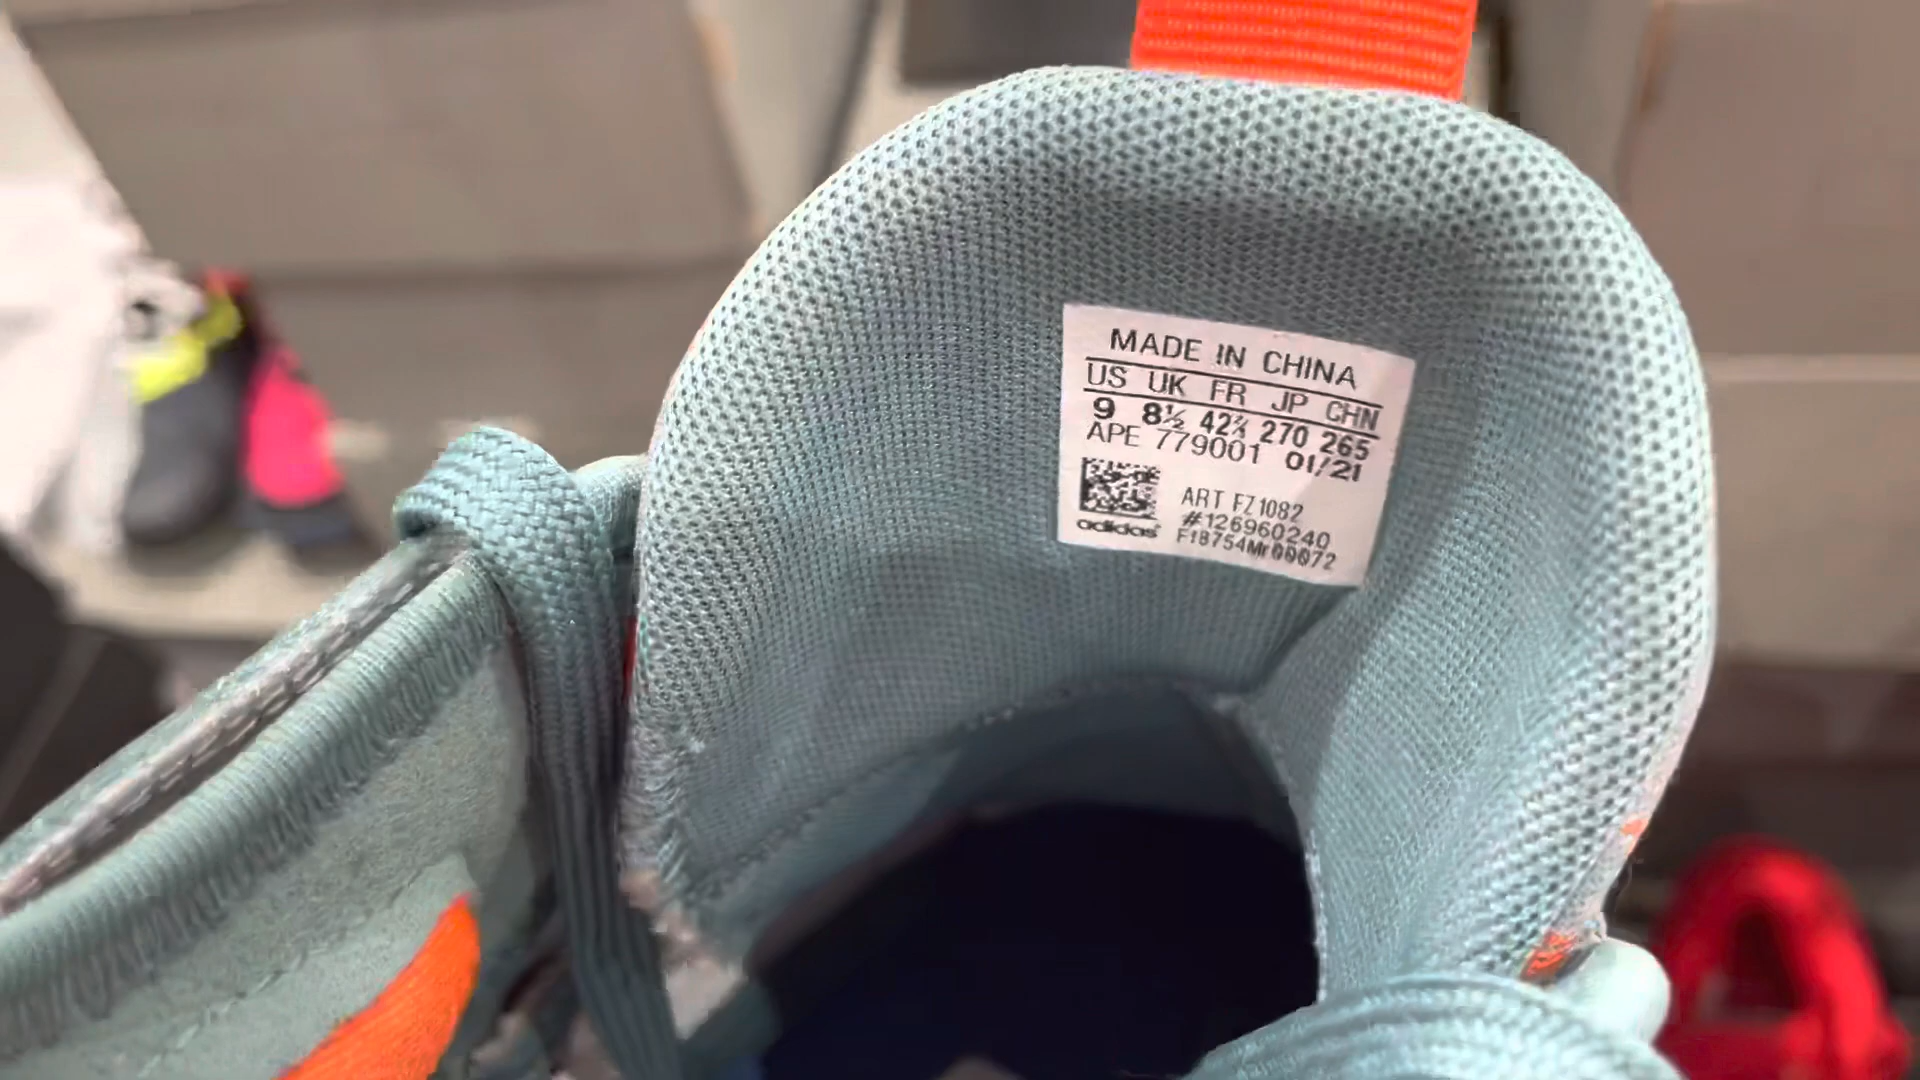 MADE IN CHINA
US UK FR JP CHN
9 8½ 42⅔ 270 265
APE 779001 01/21
ART FZ1082
#126960240
adidas